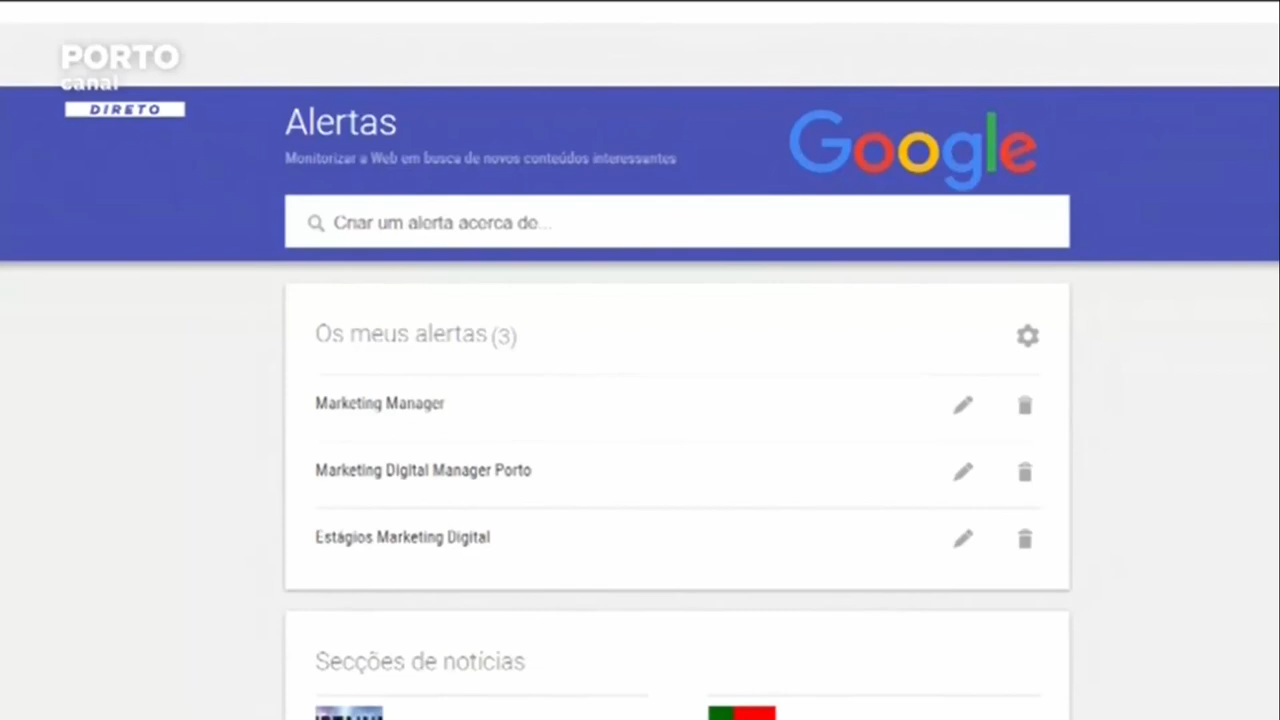 PORTO
canal
DIRETO
Alertas
Google
Monitorizar a Web em busca de novos conteúdos interessantes
Criar um alerta acerca de...
Os meus alertas (3)
Marketing Manager
Marketing Digital Manager Porto
Estágios Marketing Digital
Secções de notícias